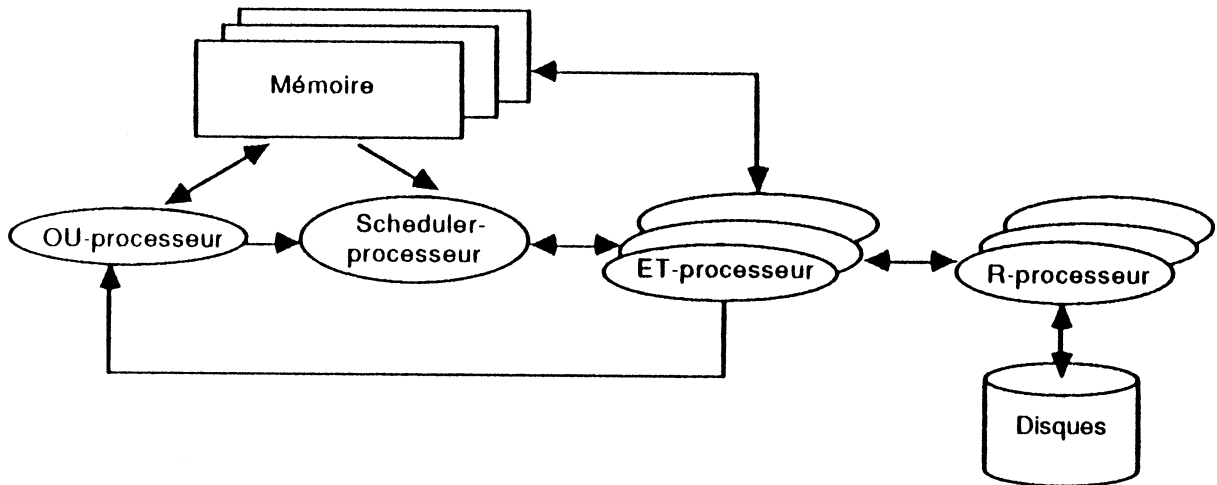 Mémoire
OU-processeur
Scheduler-
processeur
ET-processeur
R-processeur
Disques